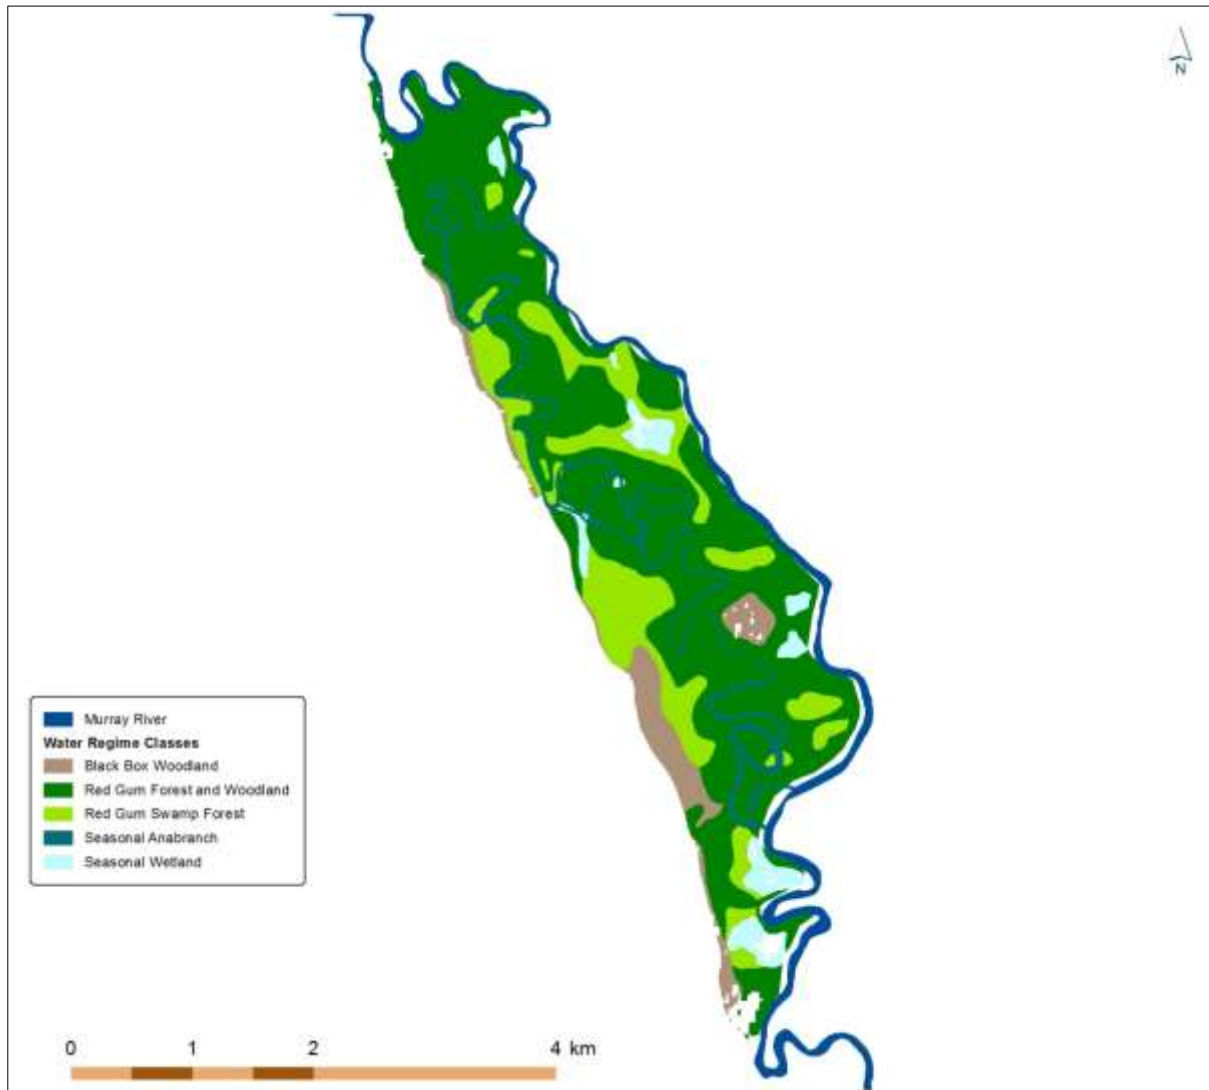 N
Murray River
Water Regime Classes
Black Box Woodland
Red Gum Forest and Woodland
Red Gum Swamp Forest
Seasonal Anabranch
Seasonal Wetland
0 1 2 4 km